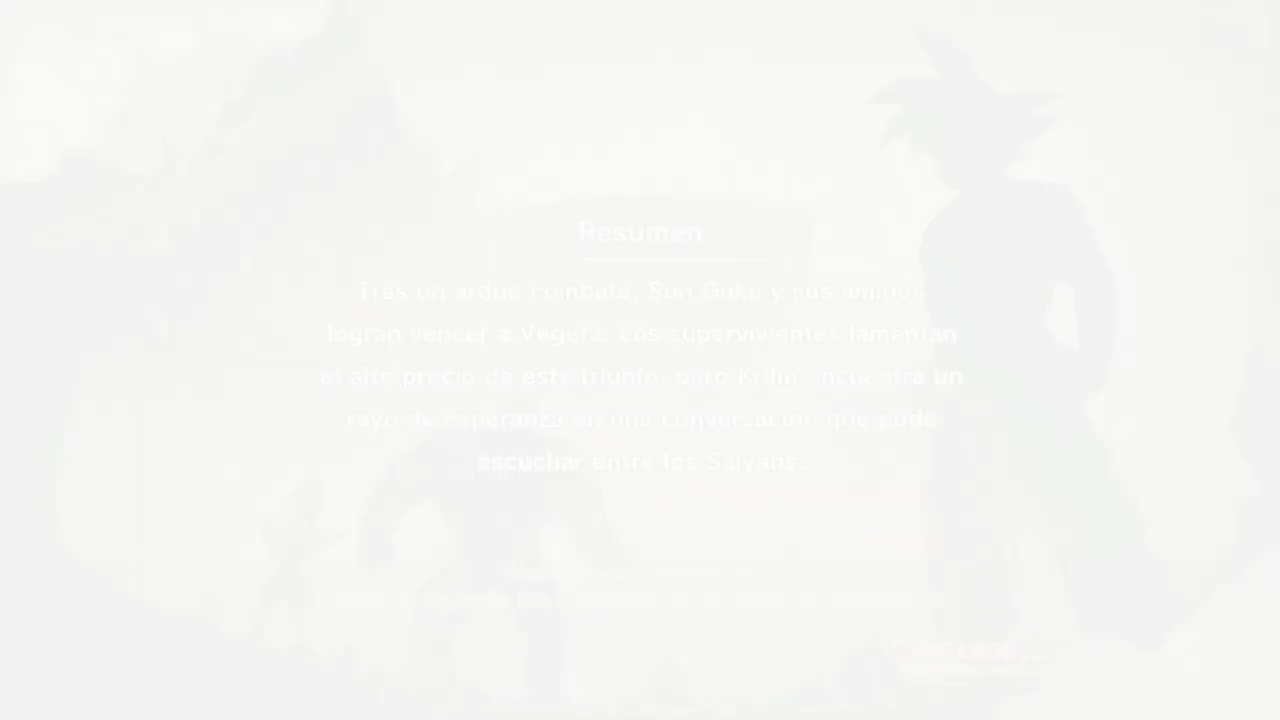 Resumen
Tras un arduo combate, Son Goku y sus amigos
logran vencer a Vegeta. Los supervivientes lamentan
el alto precio de este triunfo, pero Krilin encuentra un
rayo de esperanza en una conversación que pudo
escuchar entre los Saiyans.